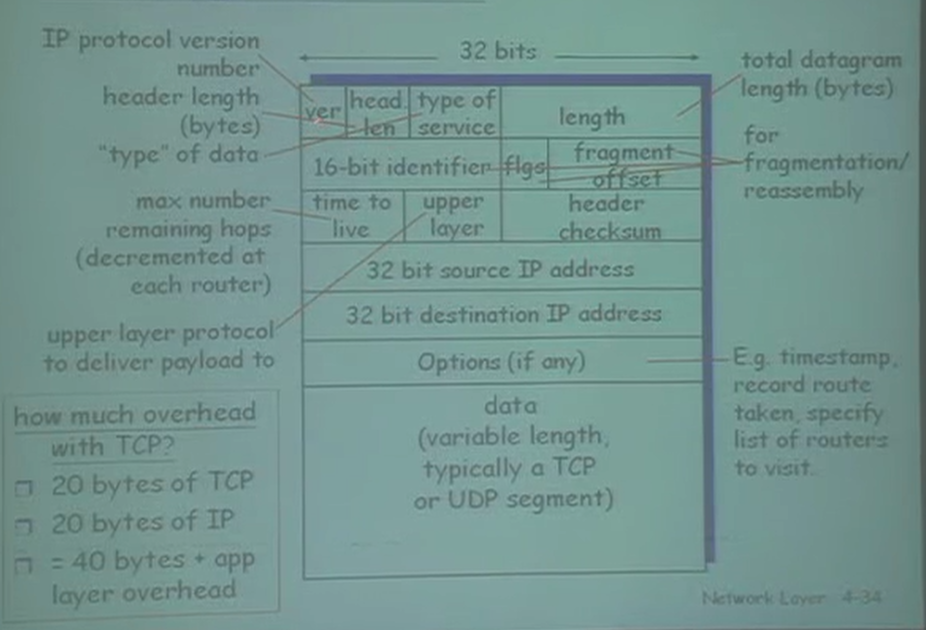 IP protocol version
number
header length
(bytes)
"type" of data
max number
remaining hops
(decremented at
each router)
upper layer protocol
to deliver payload to
how much overhead
with TCP?
20 bytes of TCP
20 bytes of IP
= 40 bytes + app
layer overhead
32 bits
ver
head.
len
type of
service
length
16-bit identifier
flgs
fragment
offset
time to
live
upper
layer
header
checksum
32 bit source IP address
32 bit destination IP address
Options (if any)
data
(variable length,
typically a TCP
or UDP segment)
total datagram
length (bytes)
for
fragmentation/
reassembly
E.g. timestamp,
record route
taken, specify
list of routers
to visit.
Network Layer 4-34